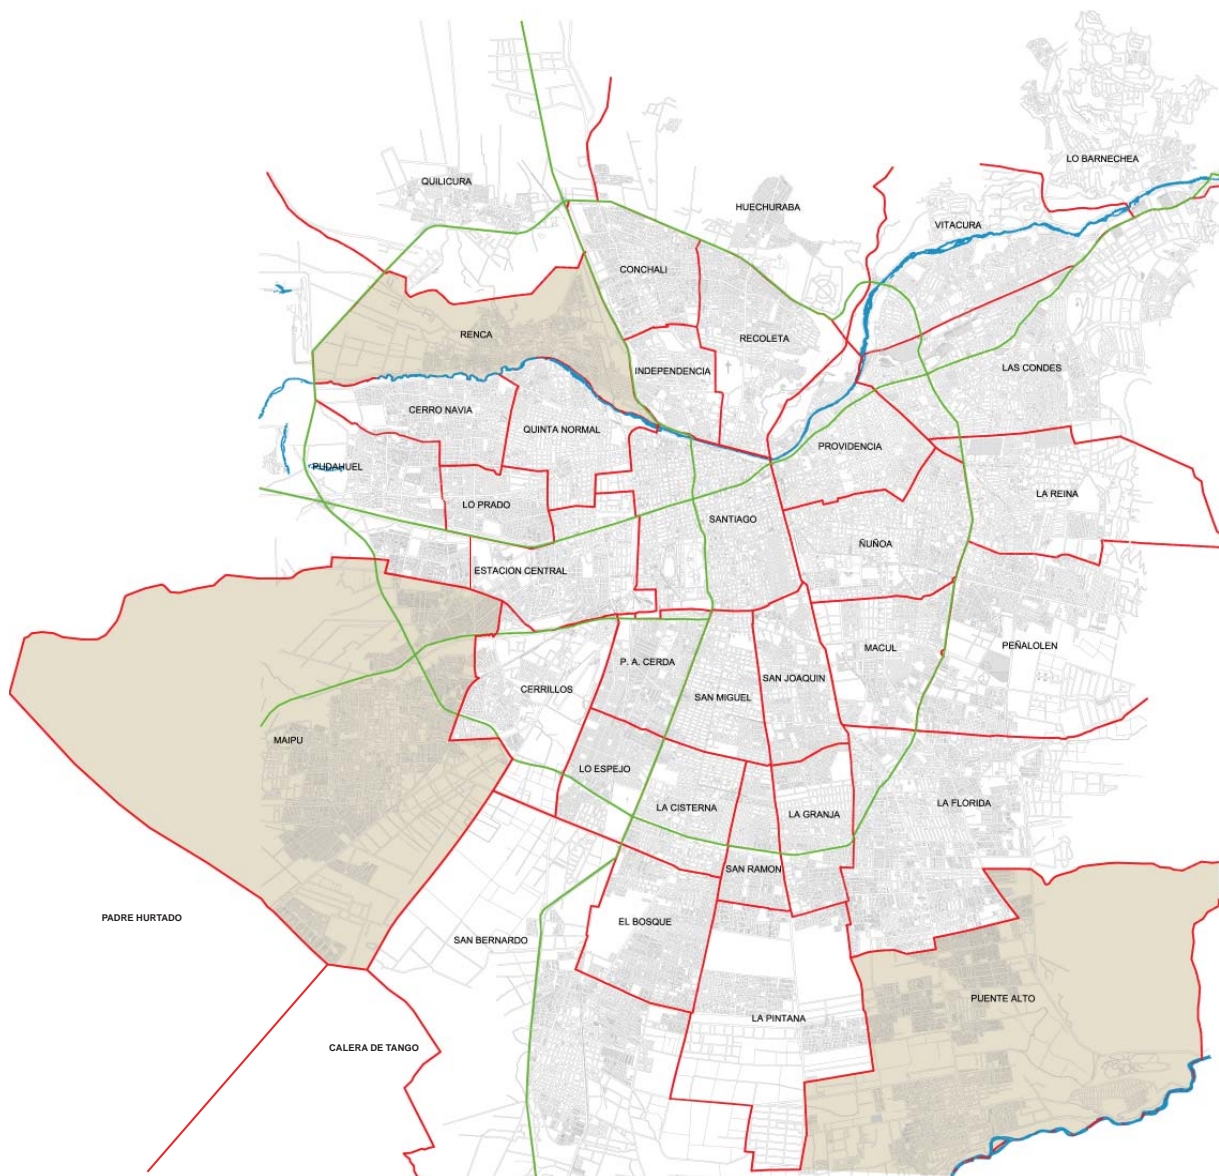 LO BARNECHEA
QUILICURA
HUECHURABA
VITACURA
CONCHALI
RENCA
RECOLETA
INDEPENDENCIA
LAS CONDES
CERRO NAVIA
QUINTA NORMAL
PROVIDENCIA
PUDAHUEL
LA REINA
LO PRADO
SANTIAGO
ÑUÑOA
ESTACION CENTRAL
PEÑALOLEN
MACUL
P. A. CERDA
SAN JOAQUIN
CERRILLOS
SAN MIGUEL
MAIPU
LO ESPEJO
LA FLORIDA
LA CISTERNA
LA GRANJA
SAN RAMON
PADRE HURTADO
EL BOSQUE
SAN BERNARDO
PUENTE ALTO
LA PINTANA
CALERA DE TANGO